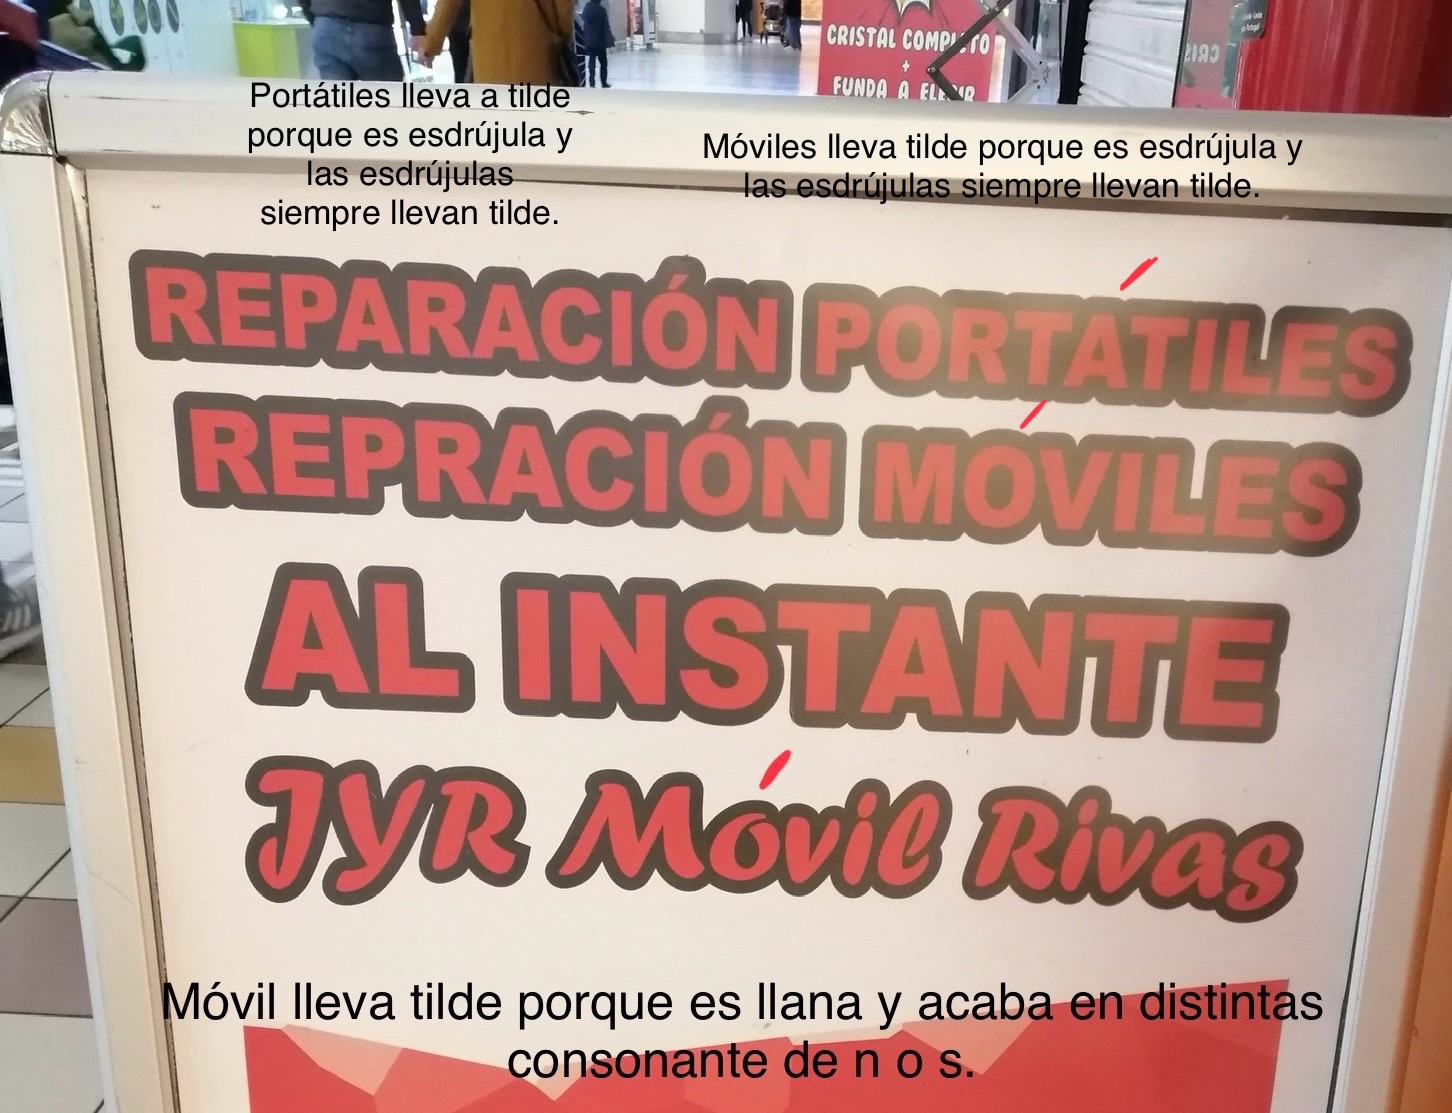 CRISTAL COMPLETO
+
FUNDA A ELEGIR
Portátiles lleva a tilde
porque es esdrújula y
las esdrújulas
siempre llevan tilde.
Móviles lleva tilde porque es esdrújula y
las esdrújulas siempre llevan tilde.
REPARACIÓN PORTATILES
REPRACIÓN MOVILES
AL INSTANTE
JYR Movil Rivas
Móvil lleva tilde porque es llana y acaba en distintas
consonante de n o s.